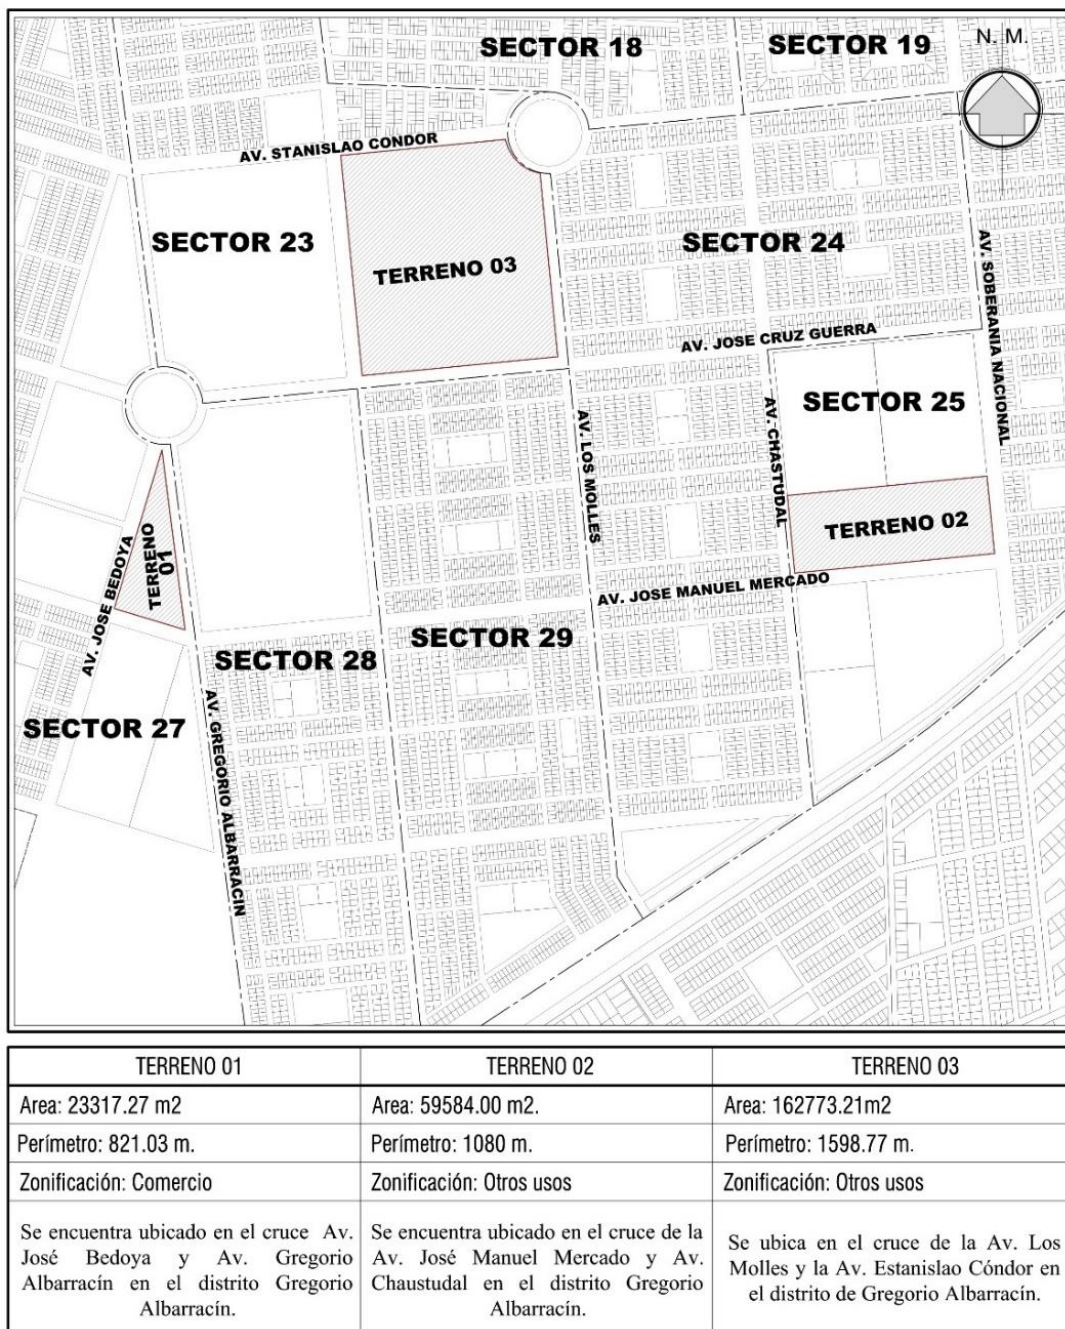 SECTOR 18
SECTOR 19
N. M.
AV. STANISLAO CONDOR
SECTOR 23
TERRENO 03
SECTOR 24
AV. SOBERANIA NACIONAL
AV. JOSE CRUZ GUERRA
SECTOR 25
AV. LOS MOLLES
AV. CHASTUDAL
TERRENO 02
TERRENO
01
AV. JOSE BEDOYA
AV. JOSE MANUEL MERCADO
SECTOR 29
SECTOR 28
SECTOR 27
AV. GREGORIO ALBARRACIN
TERRENO 01
Area: 23317.27 m2
Perímetro: 821.03 m.
Zonificación: Comercio
Se encuentra ubicado en el cruce Av.
José Bedoya y Av. Gregorio
Albarracín en el distrito Gregorio
Albarracín.
TERRENO 02
Area: 59584.00 m2.
Perímetro: 1080 m.
Zonificación: Otros usos
Se encuentra ubicado en el cruce de la
Av. José Manuel Mercado y Av.
Chaustudal en el distrito Gregorio
Albarracín.
TERRENO 03
Area: 162773.21m2
Perímetro: 1598.77 m.
Zonificación: Otros usos
Se ubica en el cruce de la Av. Los
Molles y la Av. Estanislao Cóndor en
el distrito de Gregorio Albarracín.